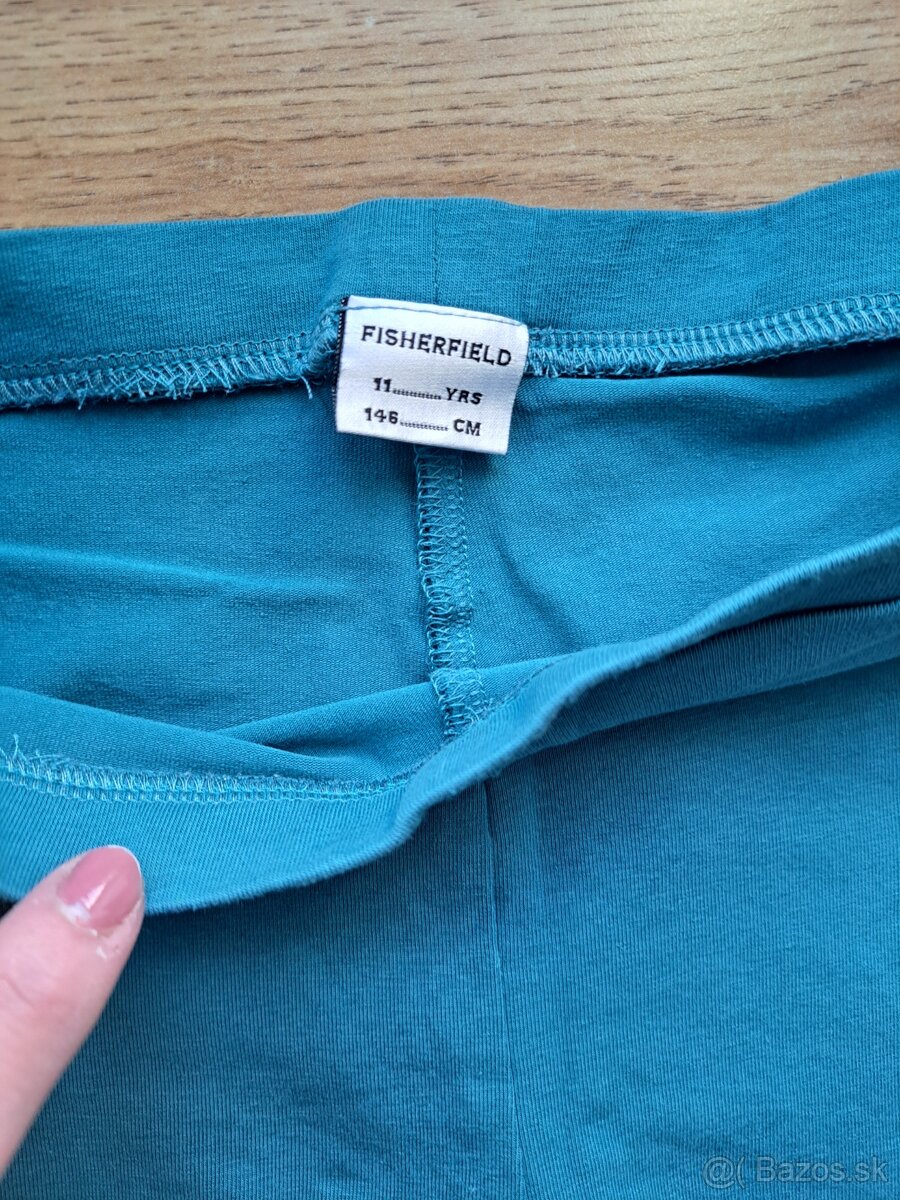 FISHERFIELD
11............YRS
146............CM
@( Bazos.sk